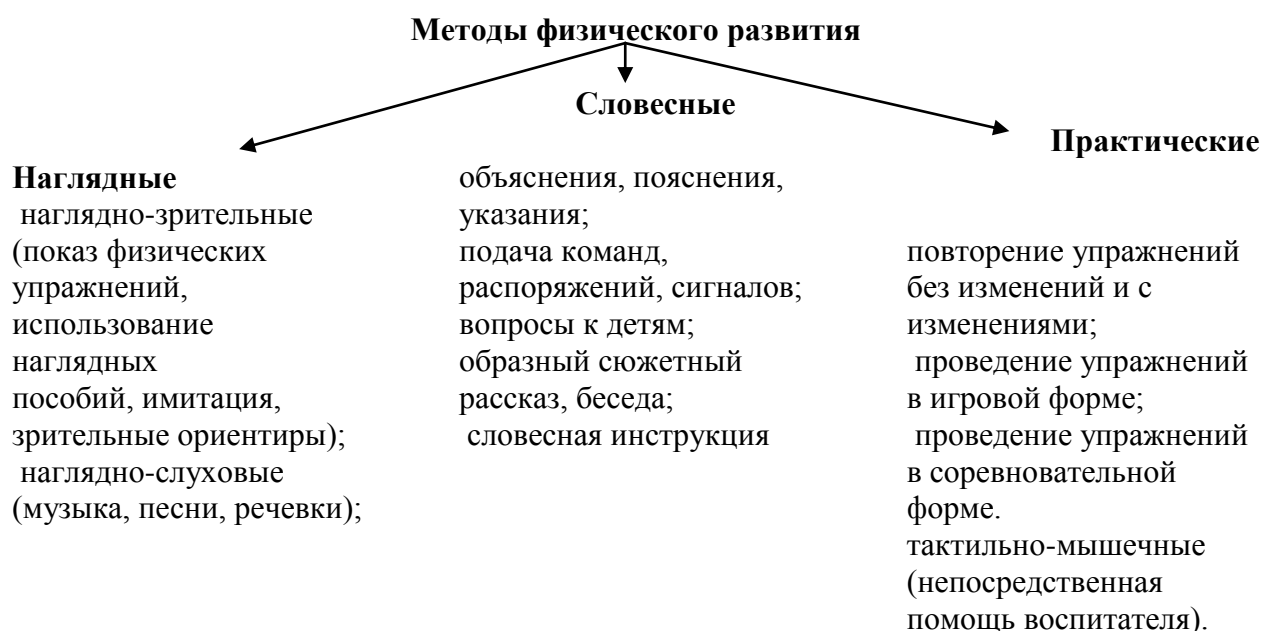 Методы физического развития
Словесные
Практические
Наглядные
наглядно-зрительные
(показ физических
упражнений,
использование
наглядных
пособий, имитация,
зрительные ориентиры);
наглядно-слуховые
(музыка, песни, речевки);
объяснения, пояснения,
указания;
подача команд,
распоряжений, сигналов;
вопросы к детям;
образный сюжетный
рассказ, беседа;
словесная инструкция
повторение упражнений
без изменений и с
изменениями;
проведение упражнений
в игровой форме;
проведение упражнений
в соревновательной
форме.
тактильно-мышечные
(непосредственная
помощь воспитателя).